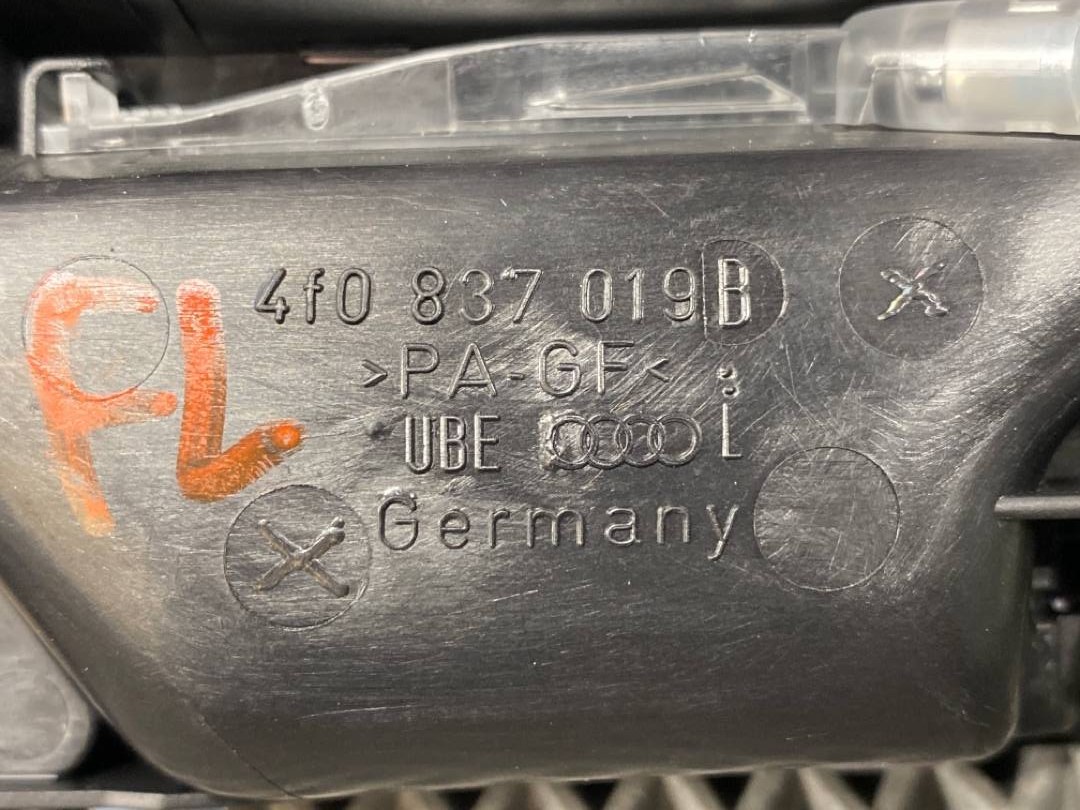 FL
4f0 837 019 B
>PA-GF<
UBE L
Germany